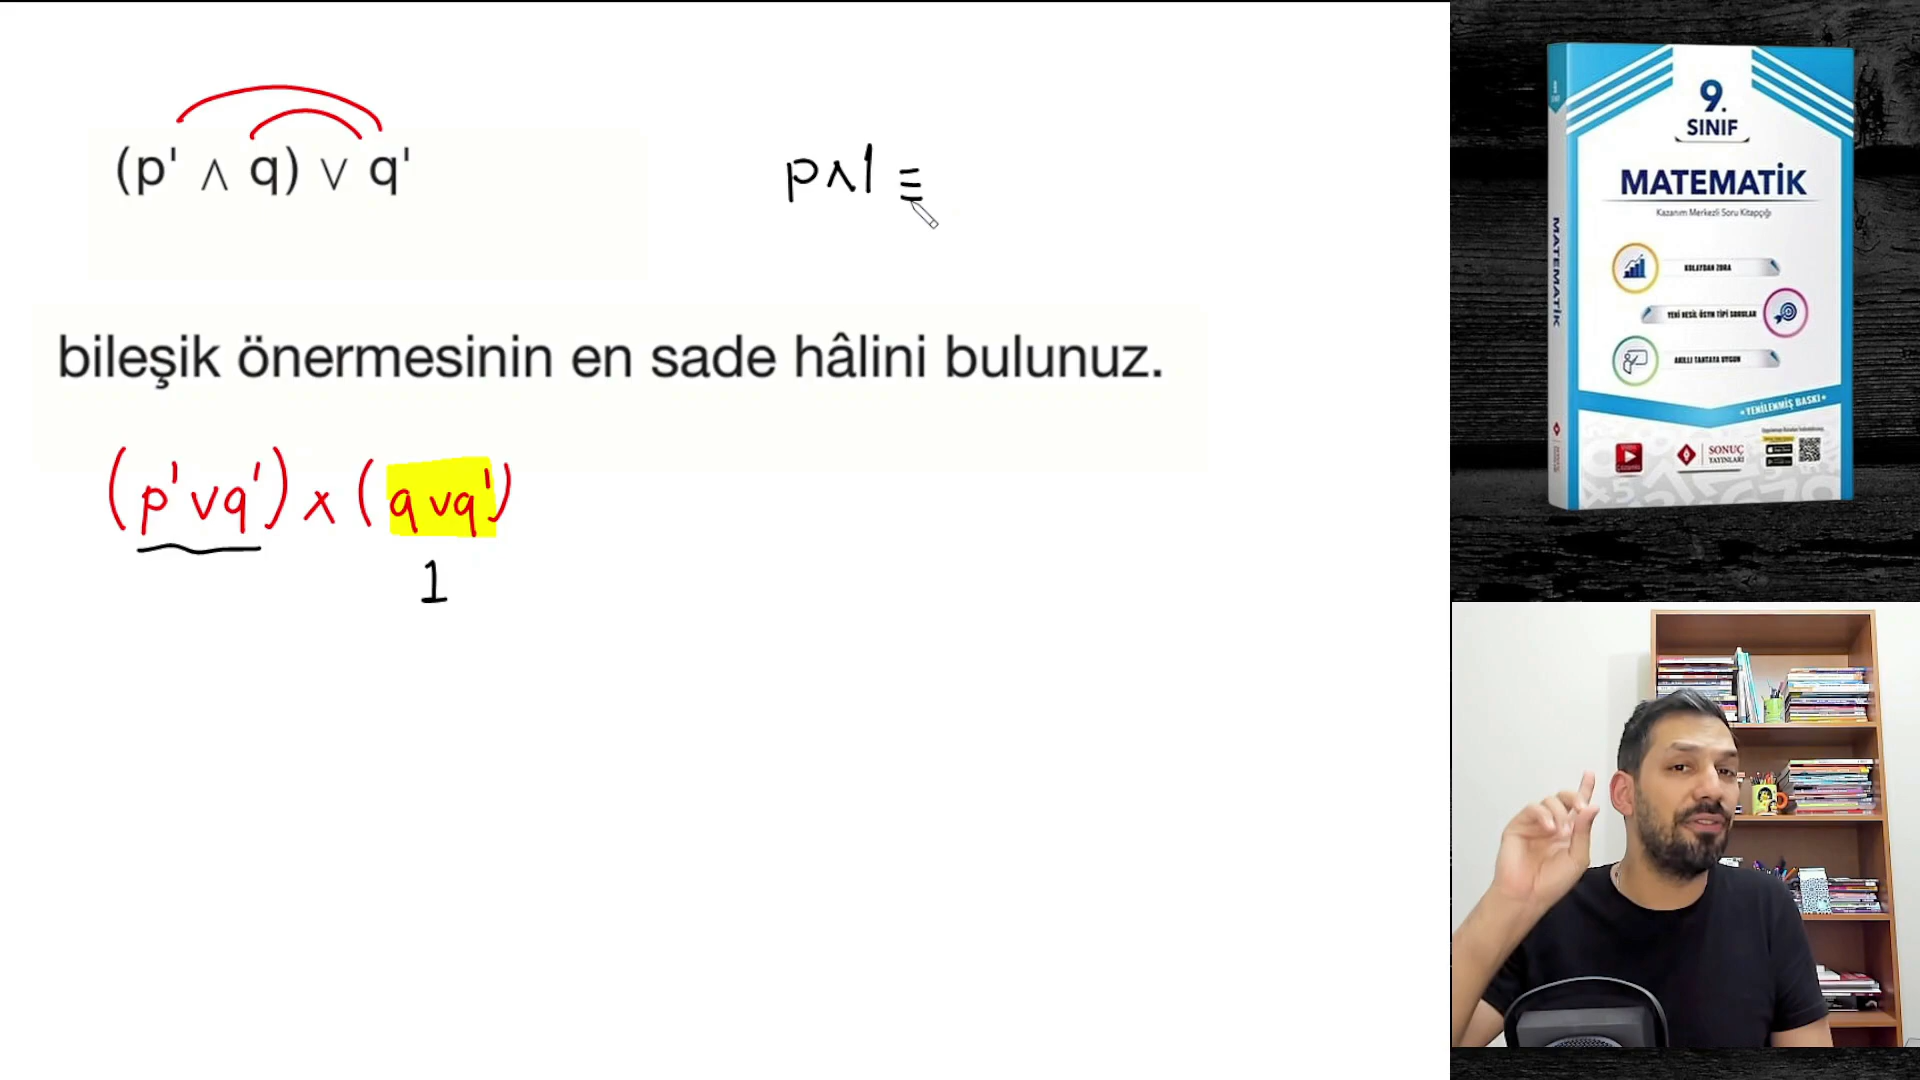 (p' ∧ q) ∨ q'
p∧1 ≡
bileşik önermesinin en sade hâlini bulunuz.
(p'∨q') ∧ (q∨q')
1
9.
SINIF
MATEMATİK
Kazanım Merkezli Soru Kitapçığı
KOLAYDAN ZORA
YENİ NESİL ÖSYM TİPİ SORULAR
AKILLI TAHTAYA UYGUN
• YENİLENMİŞ BASKI •
SONUÇ
YAYINLARI
MATEMATİK